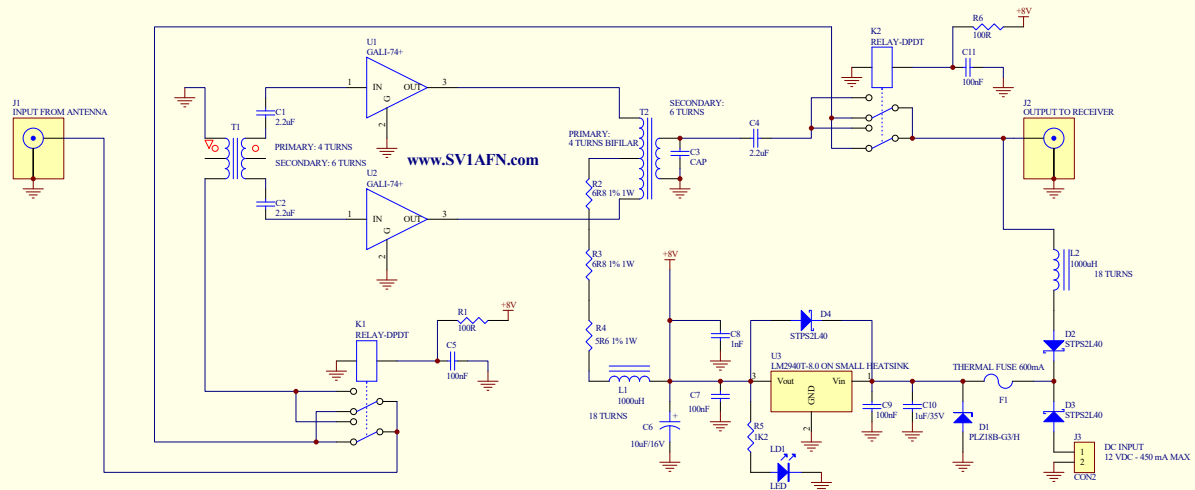 J1
INPUT FROM ANTENNA
T1
C1
2.2uF
PRIMARY: 4 TURNS
SECONDARY: 6 TURNS
C2
2.2uF
U1
GALI-74+
1
IN
OUT
3
G
2
www.SV1AFN.com
U2
GALI-74+
1
IN
OUT
3
G
2
T2
PRIMARY:
4 TURNS BIFILAR
SECONDARY:
6 TURNS
C3
CAP
C4
2.2uF
R2
6R8 1% 1W
R3
6R8 1% 1W
R4
5R6 1% 1W
K2
RELAY-DPDT
R6
100R
+8V
C11
100nF
J2
OUTPUT TO RECEIVER
L2
1000uH
18 TURNS
K1
RELAY-DPDT
R1
100R
+8V
C5
100nF
L1
1000uH
18 TURNS
+8V
C8
1nF
C7
100nF
C6
+
10uF/16V
D4
STPS2L40
U3
LM2940T-8.0 ON SMALL HEATSINK
3
Vout
Vin
1
GND
2
R5
1K2
LD1
LED
C9
100nF
C10
1uF/35V
D1
PLZ18B-G3/H
THERMAL FUSE 600mA
F1
D2
STPS2L40
D3
STPS2L40
J3
1
2
CON2
DC INPUT
12 VDC - 450 mA MAX